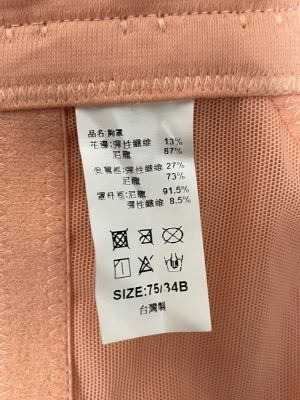 品名:胸罩
花邊:彈性纖維 13%
尼龍 87%
側翼裡:彈性纖維 27%
尼龍 73%
罩杯裡:尼龍 91.5%
彈性纖維 8.5%
SIZE:75/34B
台灣製